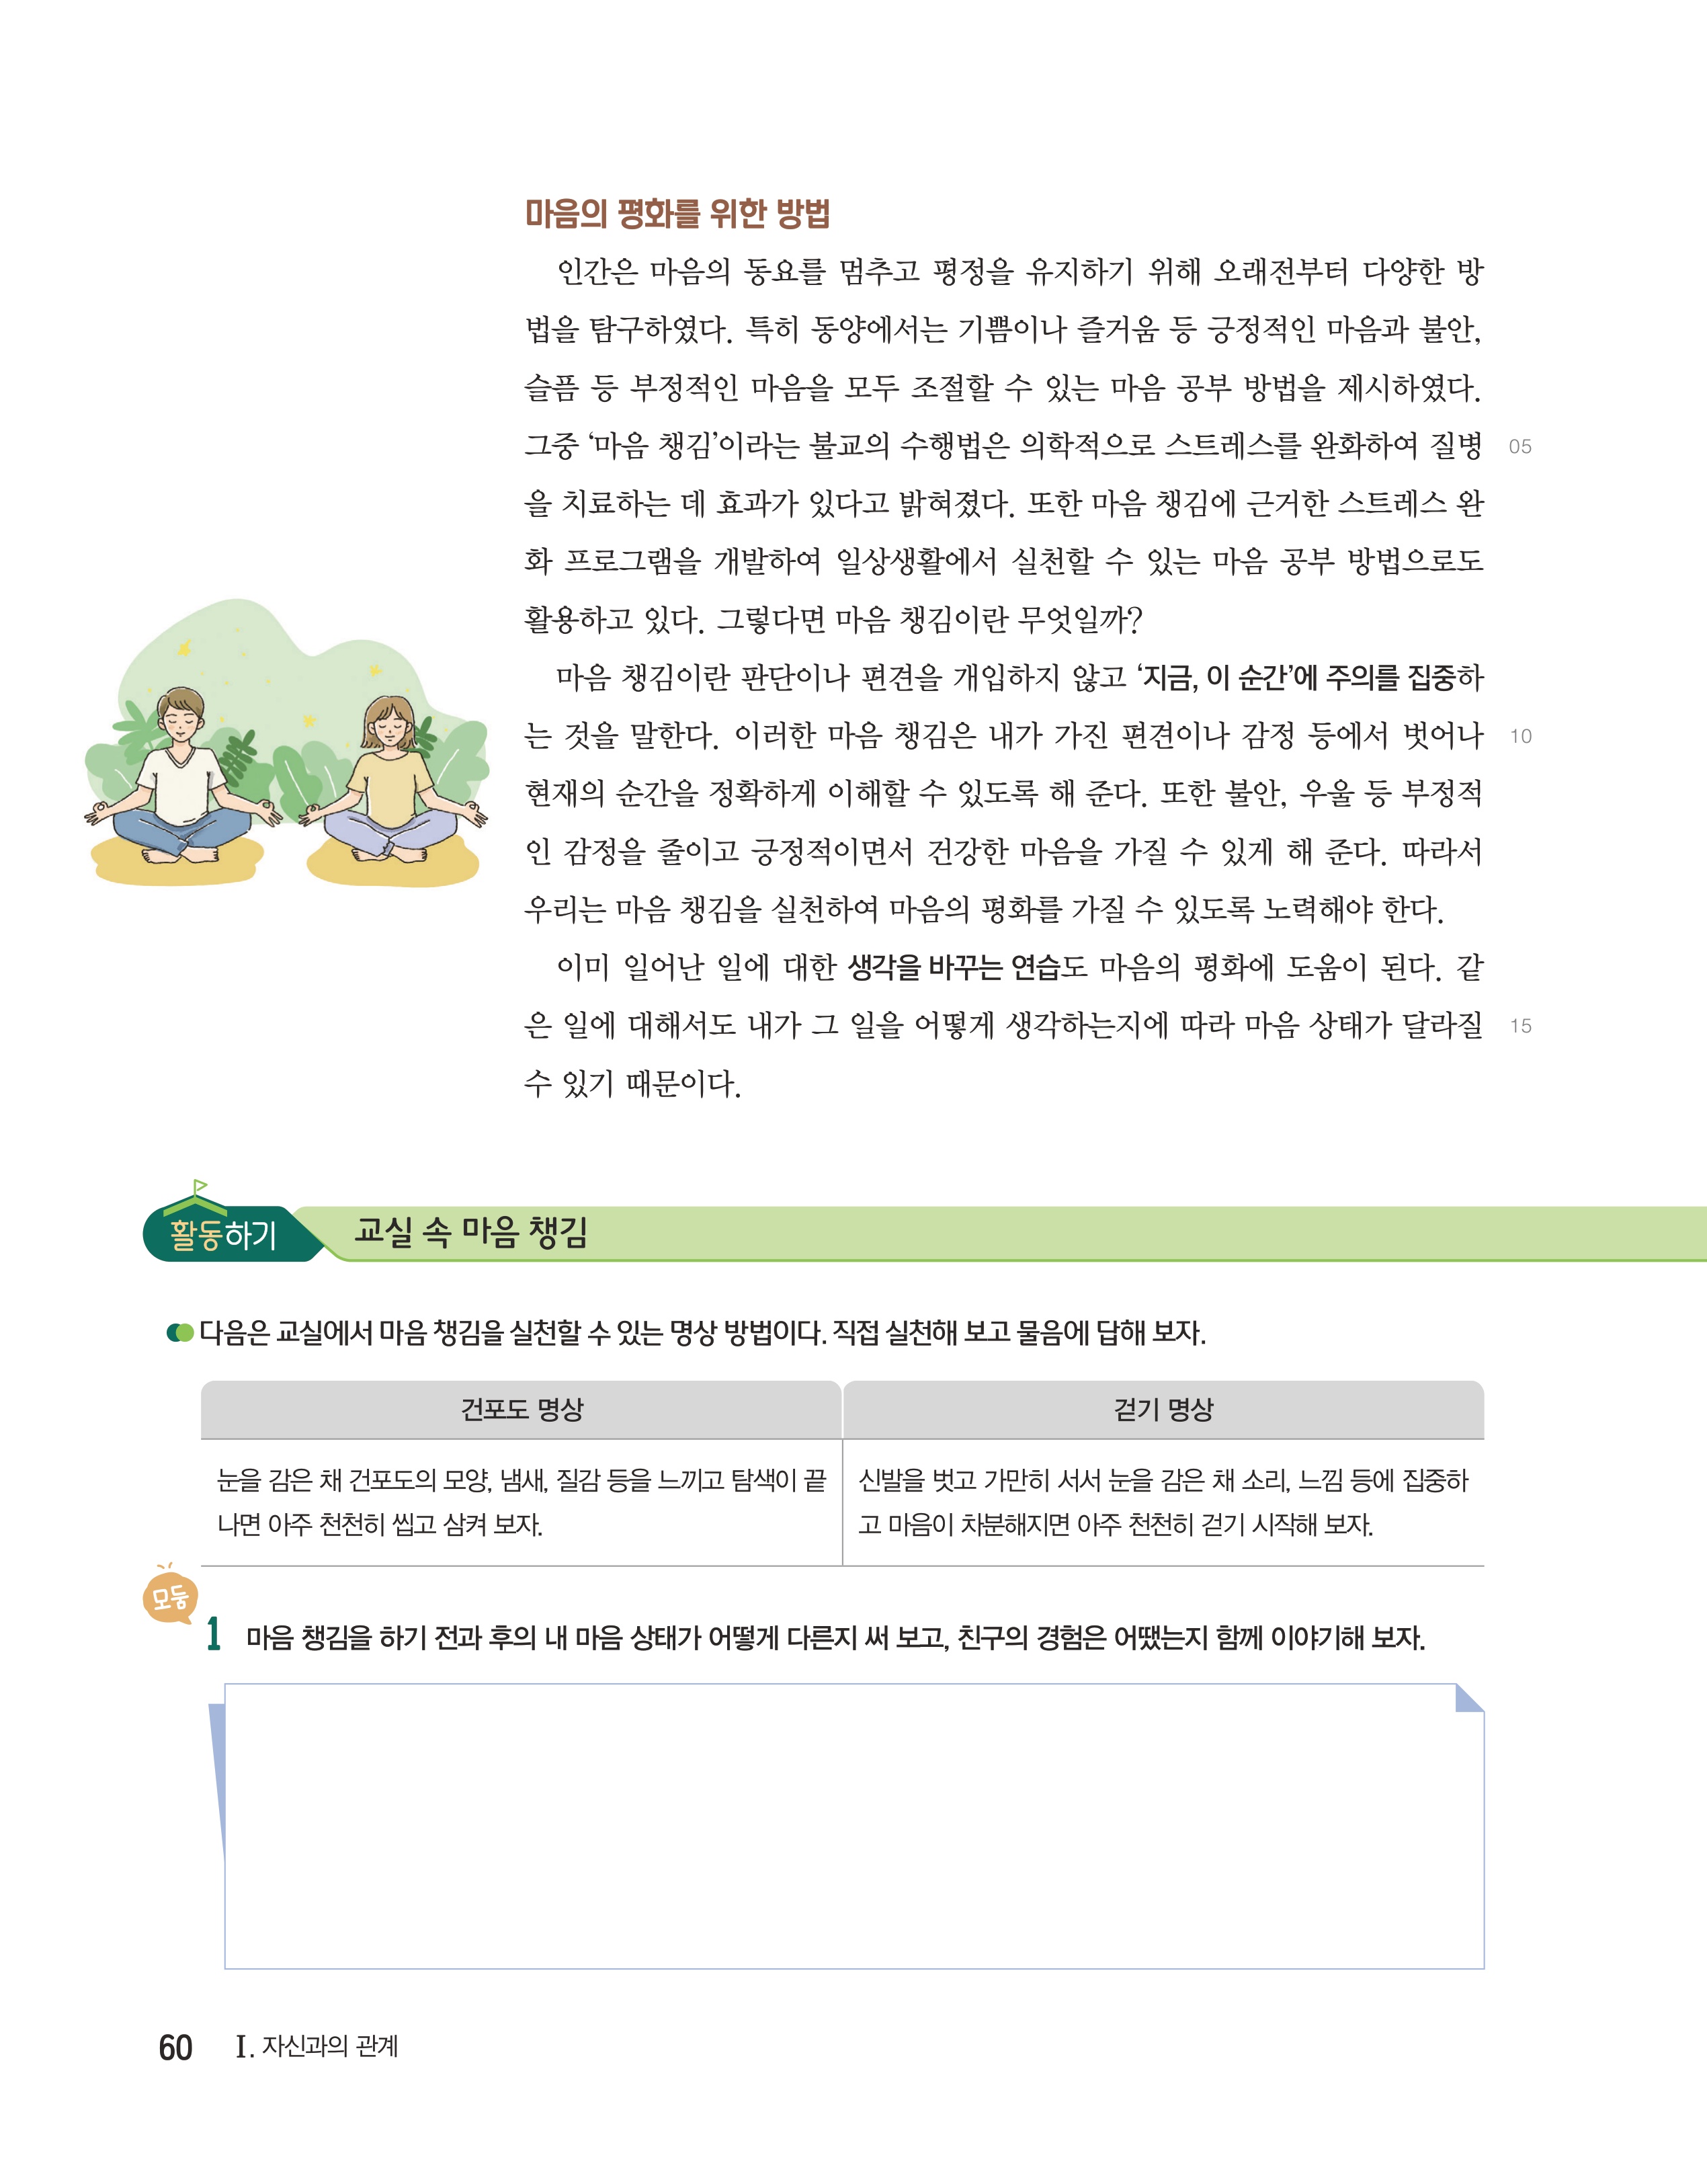 마음의 평화를 위한 방법
인간은 마음의 동요를 멈추고 평정을 유지하기 위해 오래전부터 다양한 방
법을 탐구하였다. 특히 동양에서는 기쁨이나 즐거움 등 긍정적인 마음과 불안,
슬픔 등 부정적인 마음을 모두 조절할 수 있는 마음 공부 방법을 제시하였다.
그중 ‘마음 챙김’이라는 불교의 수행법은 의학적으로 스트레스를 완화하여 질병 05
을 치료하는 데 효과가 있다고 밝혀졌다. 또한 마음 챙김에 근거한 스트레스 완
화 프로그램을 개발하여 일상생활에서 실천할 수 있는 마음 공부 방법으로도
활용하고 있다. 그렇다면 마음 챙김이란 무엇일까?
마음 챙김이란 판단이나 편견을 개입하지 않고 ‘지금, 이 순간’에 주의를 집중하
는 것을 말한다. 이러한 마음 챙김은 내가 가진 편견이나 감정 등에서 벗어나 10
현재의 순간을 정확하게 이해할 수 있도록 해 준다. 또한 불안, 우울 등 부정적
인 감정을 줄이고 긍정적이면서 건강한 마음을 가질 수 있게 해 준다. 따라서
우리는 마음 챙김을 실천하여 마음의 평화를 가질 수 있도록 노력해야 한다.
이미 일어난 일에 대한 생각을 바꾸는 연습도 마음의 평화에 도움이 된다. 같
은 일에 대해서도 내가 그 일을 어떻게 생각하는지에 따라 마음 상태가 달라질 15
수 있기 때문이다.
활동하기 교실 속 마음 챙김
다음은 교실에서 마음 챙김을 실천할 수 있는 명상 방법이다. 직접 실천해 보고 물음에 답해 보자.
건포도 명상
눈을 감은 채 건포도의 모양, 냄새, 질감 등을 느끼고 탐색이 끝
나면 아주 천천히 씹고 삼켜 보자.
걷기 명상
신발을 벗고 가만히 서서 눈을 감은 채 소리, 느낌 등에 집중하
고 마음이 차분해지면 아주 천천히 걷기 시작해 보자.
모둠
1 마음 챙김을 하기 전과 후의 내 마음 상태가 어떻게 다른지 써 보고, 친구의 경험은 어땠는지 함께 이야기해 보자.
60 I. 자신과의 관계